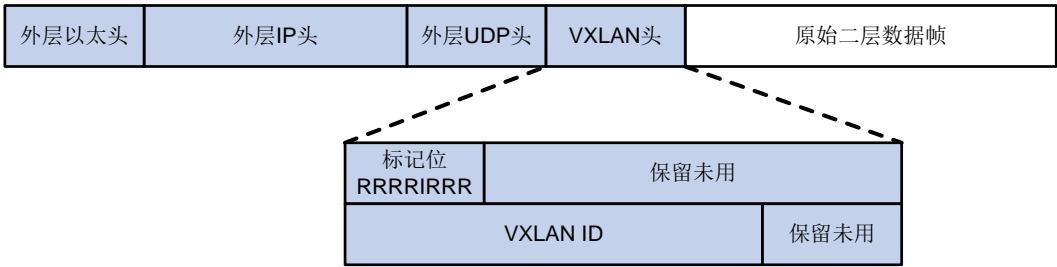 外层以太头
外层IP头
外层UDP头
VXLAN头
原始二层数据帧
标记位
RRRRIRRR
保留未用
VXLAN ID
保留未用